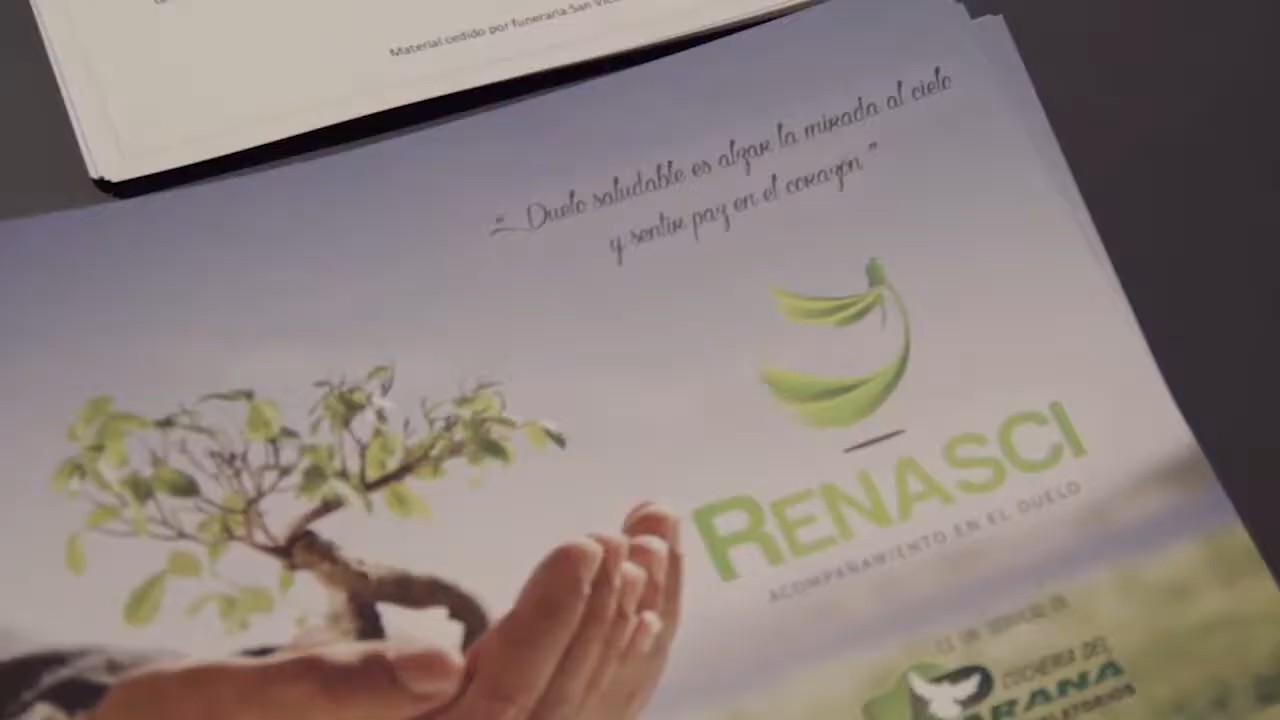 Material cedido por funeraria San
" Duelo saludable es alzar la mirada al cielo
y sentir paz en el corazón "
RENASCI
ACOMPAÑAMIENTO EN EL DUELO
ES UN SERVICIO DE
COCHERIA DEL
PARANA